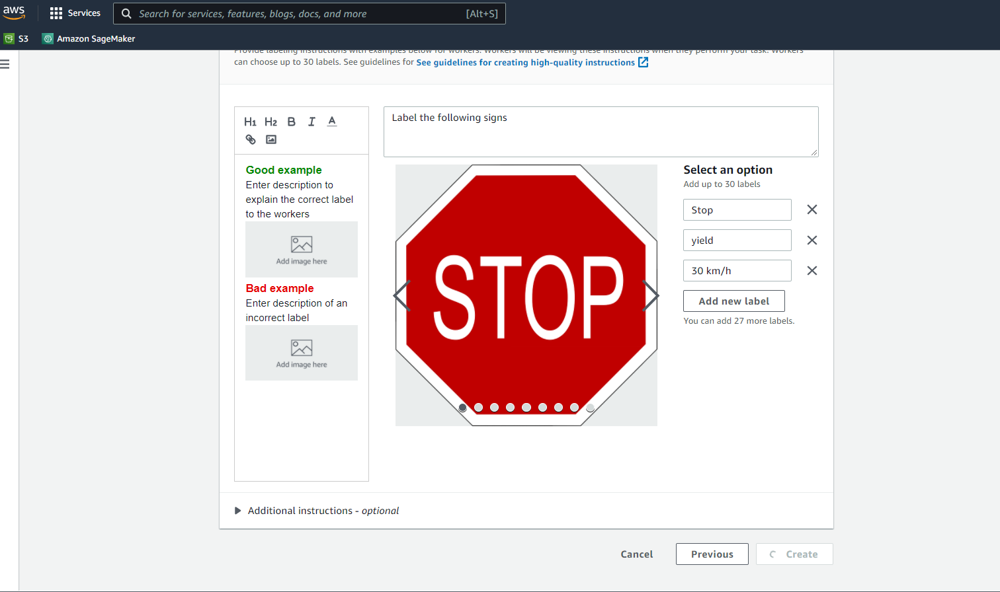 aws
Services
Search for services, features, blogs, docs, and more
[Alt+S]
S3
Amazon SageMaker
Provide labeling instructions with examples below for workers. Workers will be viewing these instructions when they perform your task. Workers
can choose up to 30 labels. See guidelines for See guidelines for creating high-quality instructions
H1 H2 B I A
Good example
Enter description to
explain the correct label
to the workers
Add image here
Bad example
Enter description of an
incorrect label
Add image here
Label the following signs
STOP
Select an option
Add up to 30 labels
Stop
yield
30 km/h
Add new label
You can add 27 more labels.
Additional instructions - optional
Cancel
Previous
Create